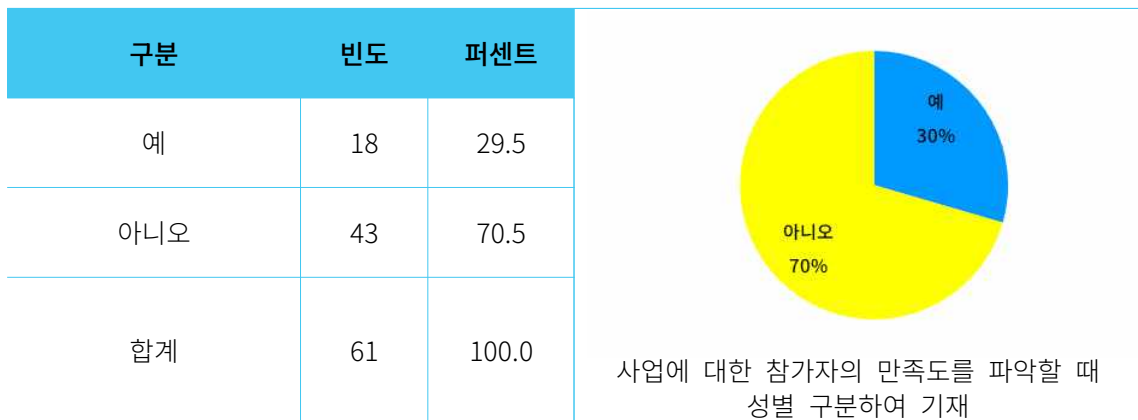 구분 빈도 퍼센트
예 18 29.5
아니오 43 70.5
합계 61 100.0
예
30%
아니오
70%
사업에 대한 참가자의 만족도를 파악할 때
성별 구분하여 기재